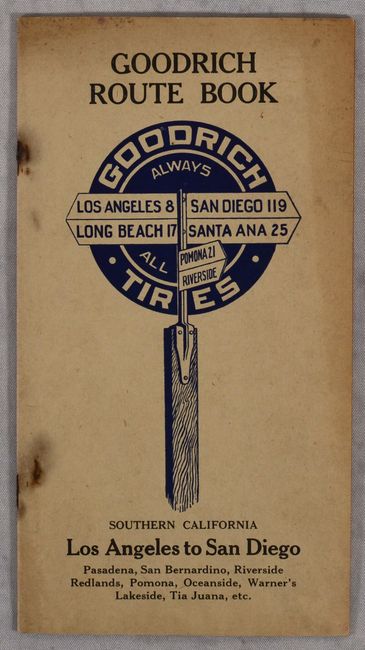 GOODRICH
ROUTE BOOK
GOODRICH
ALWAYS
LOS ANGELES 8 SAN DIEGO 119
LONG BEACH 17 SANTA ANA 25
ALL
POMONA 21
RIVERSIDE
TIRES
SOUTHERN CALIFORNIA
Los Angeles to San Diego
Pasadena, San Bernardino, Riverside
Redlands, Pomona, Oceanside, Warner's
Lakeside, Tia Juana, etc.